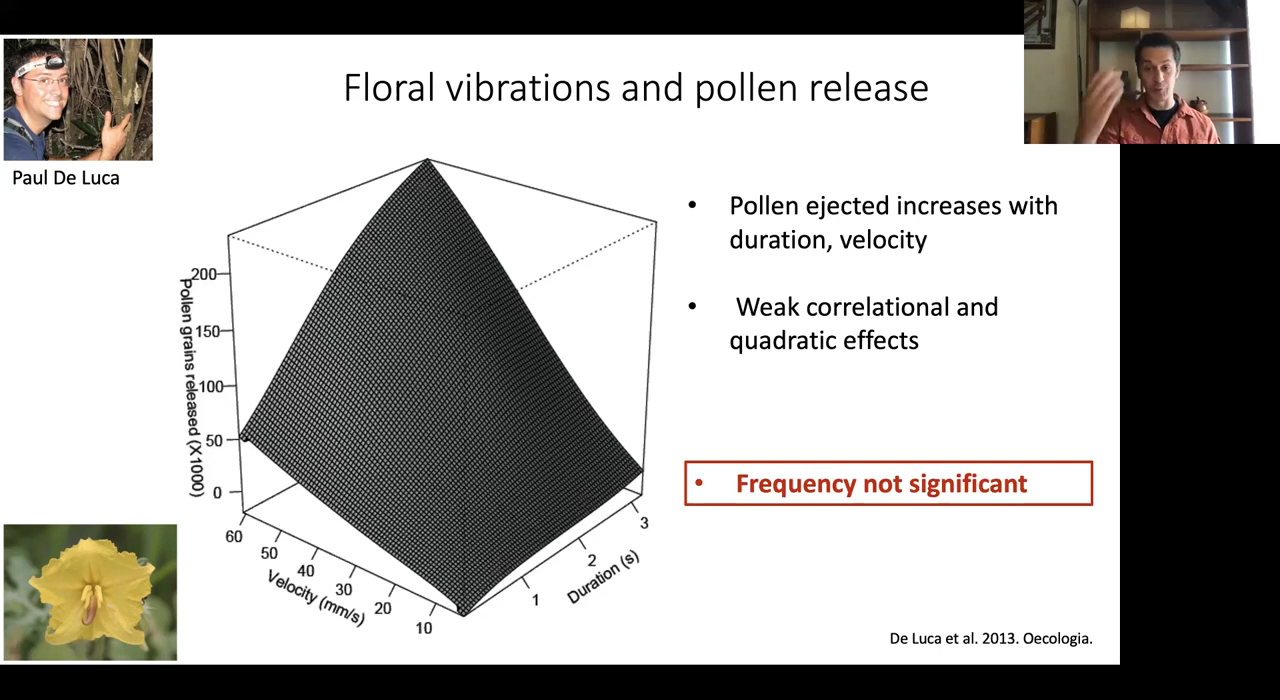 Floral vibrations and pollen release
Paul De Luca
Pollen grains released (X1000)
200
150
100
50
0
60
50
40
30
20
10
Velocity (mm/s)
1
2
3
Duration (s)
• Pollen ejected increases with
duration, velocity
• Weak correlational and
quadratic effects
• Frequency not significant
De Luca et al. 2013. Oecologia.